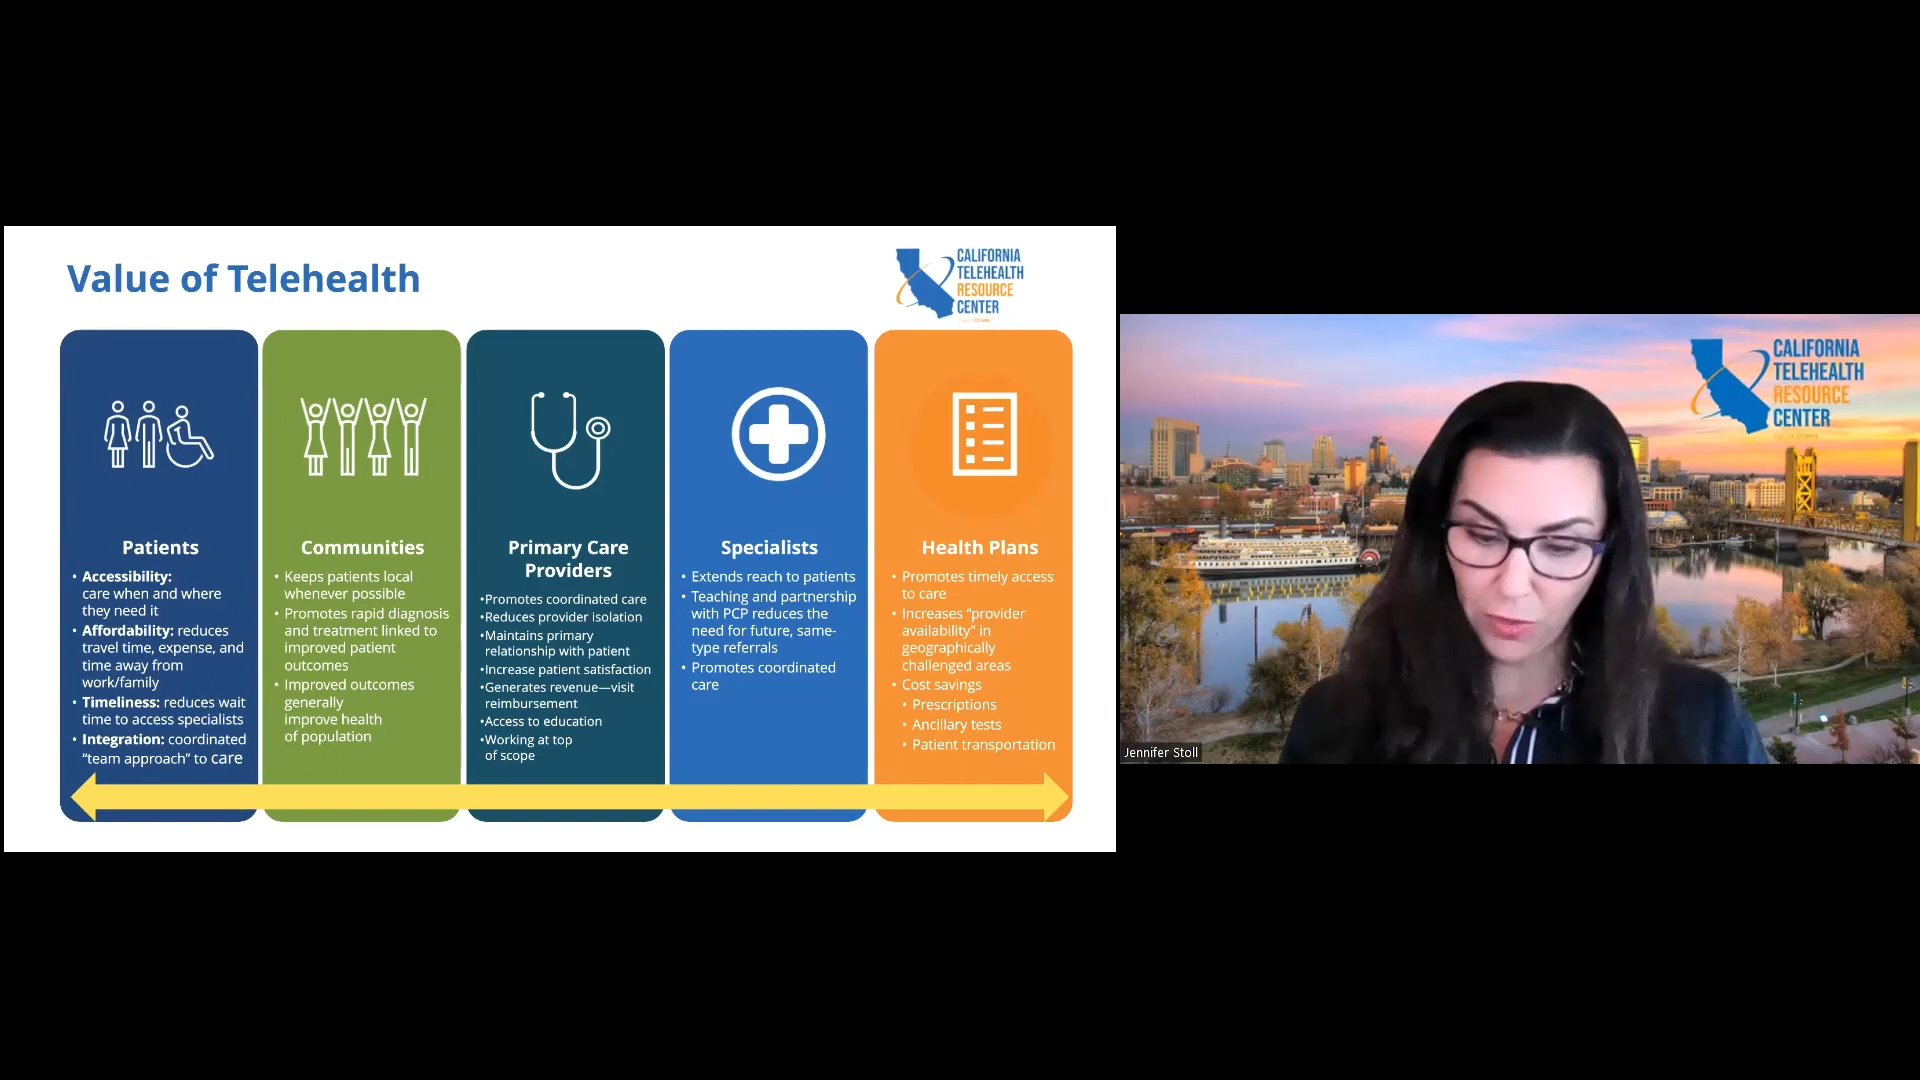 Value of Telehealth
CALIFORNIA
TELEHEALTH
RESOURCE
CENTER
Patients
• Accessibility:
care when and where
they need it
• Affordability: reduces
travel time, expense, and
time away from
work/family
• Timeliness: reduces wait
time to access specialists
• Integration: coordinated
“team approach” to care
Communities
• Keeps patients local
whenever possible
• Promotes rapid diagnosis
and treatment linked to
improved patient
outcomes
• Improved outcomes
generally
improve health
of population
Primary Care
Providers
•Promotes coordinated care
•Reduces provider isolation
•Maintains primary
relationship with patient
•Increase patient satisfaction
•Generates revenue—visit
reimbursement
•Access to education
•Working at top
of scope
Specialists
• Extends reach to patients
• Teaching and partnership
with PCP reduces the
need for future, same-
type referrals
• Promotes coordinated
care
Health Plans
• Promotes timely access
to care
• Increases “provider
availability” in
geographically
challenged areas
• Cost savings
• Prescriptions
• Ancillary tests
• Patient transportation
CALIFORNIA
TELEHEALTH
RESOURCE
CENTER
Jennifer Stoll